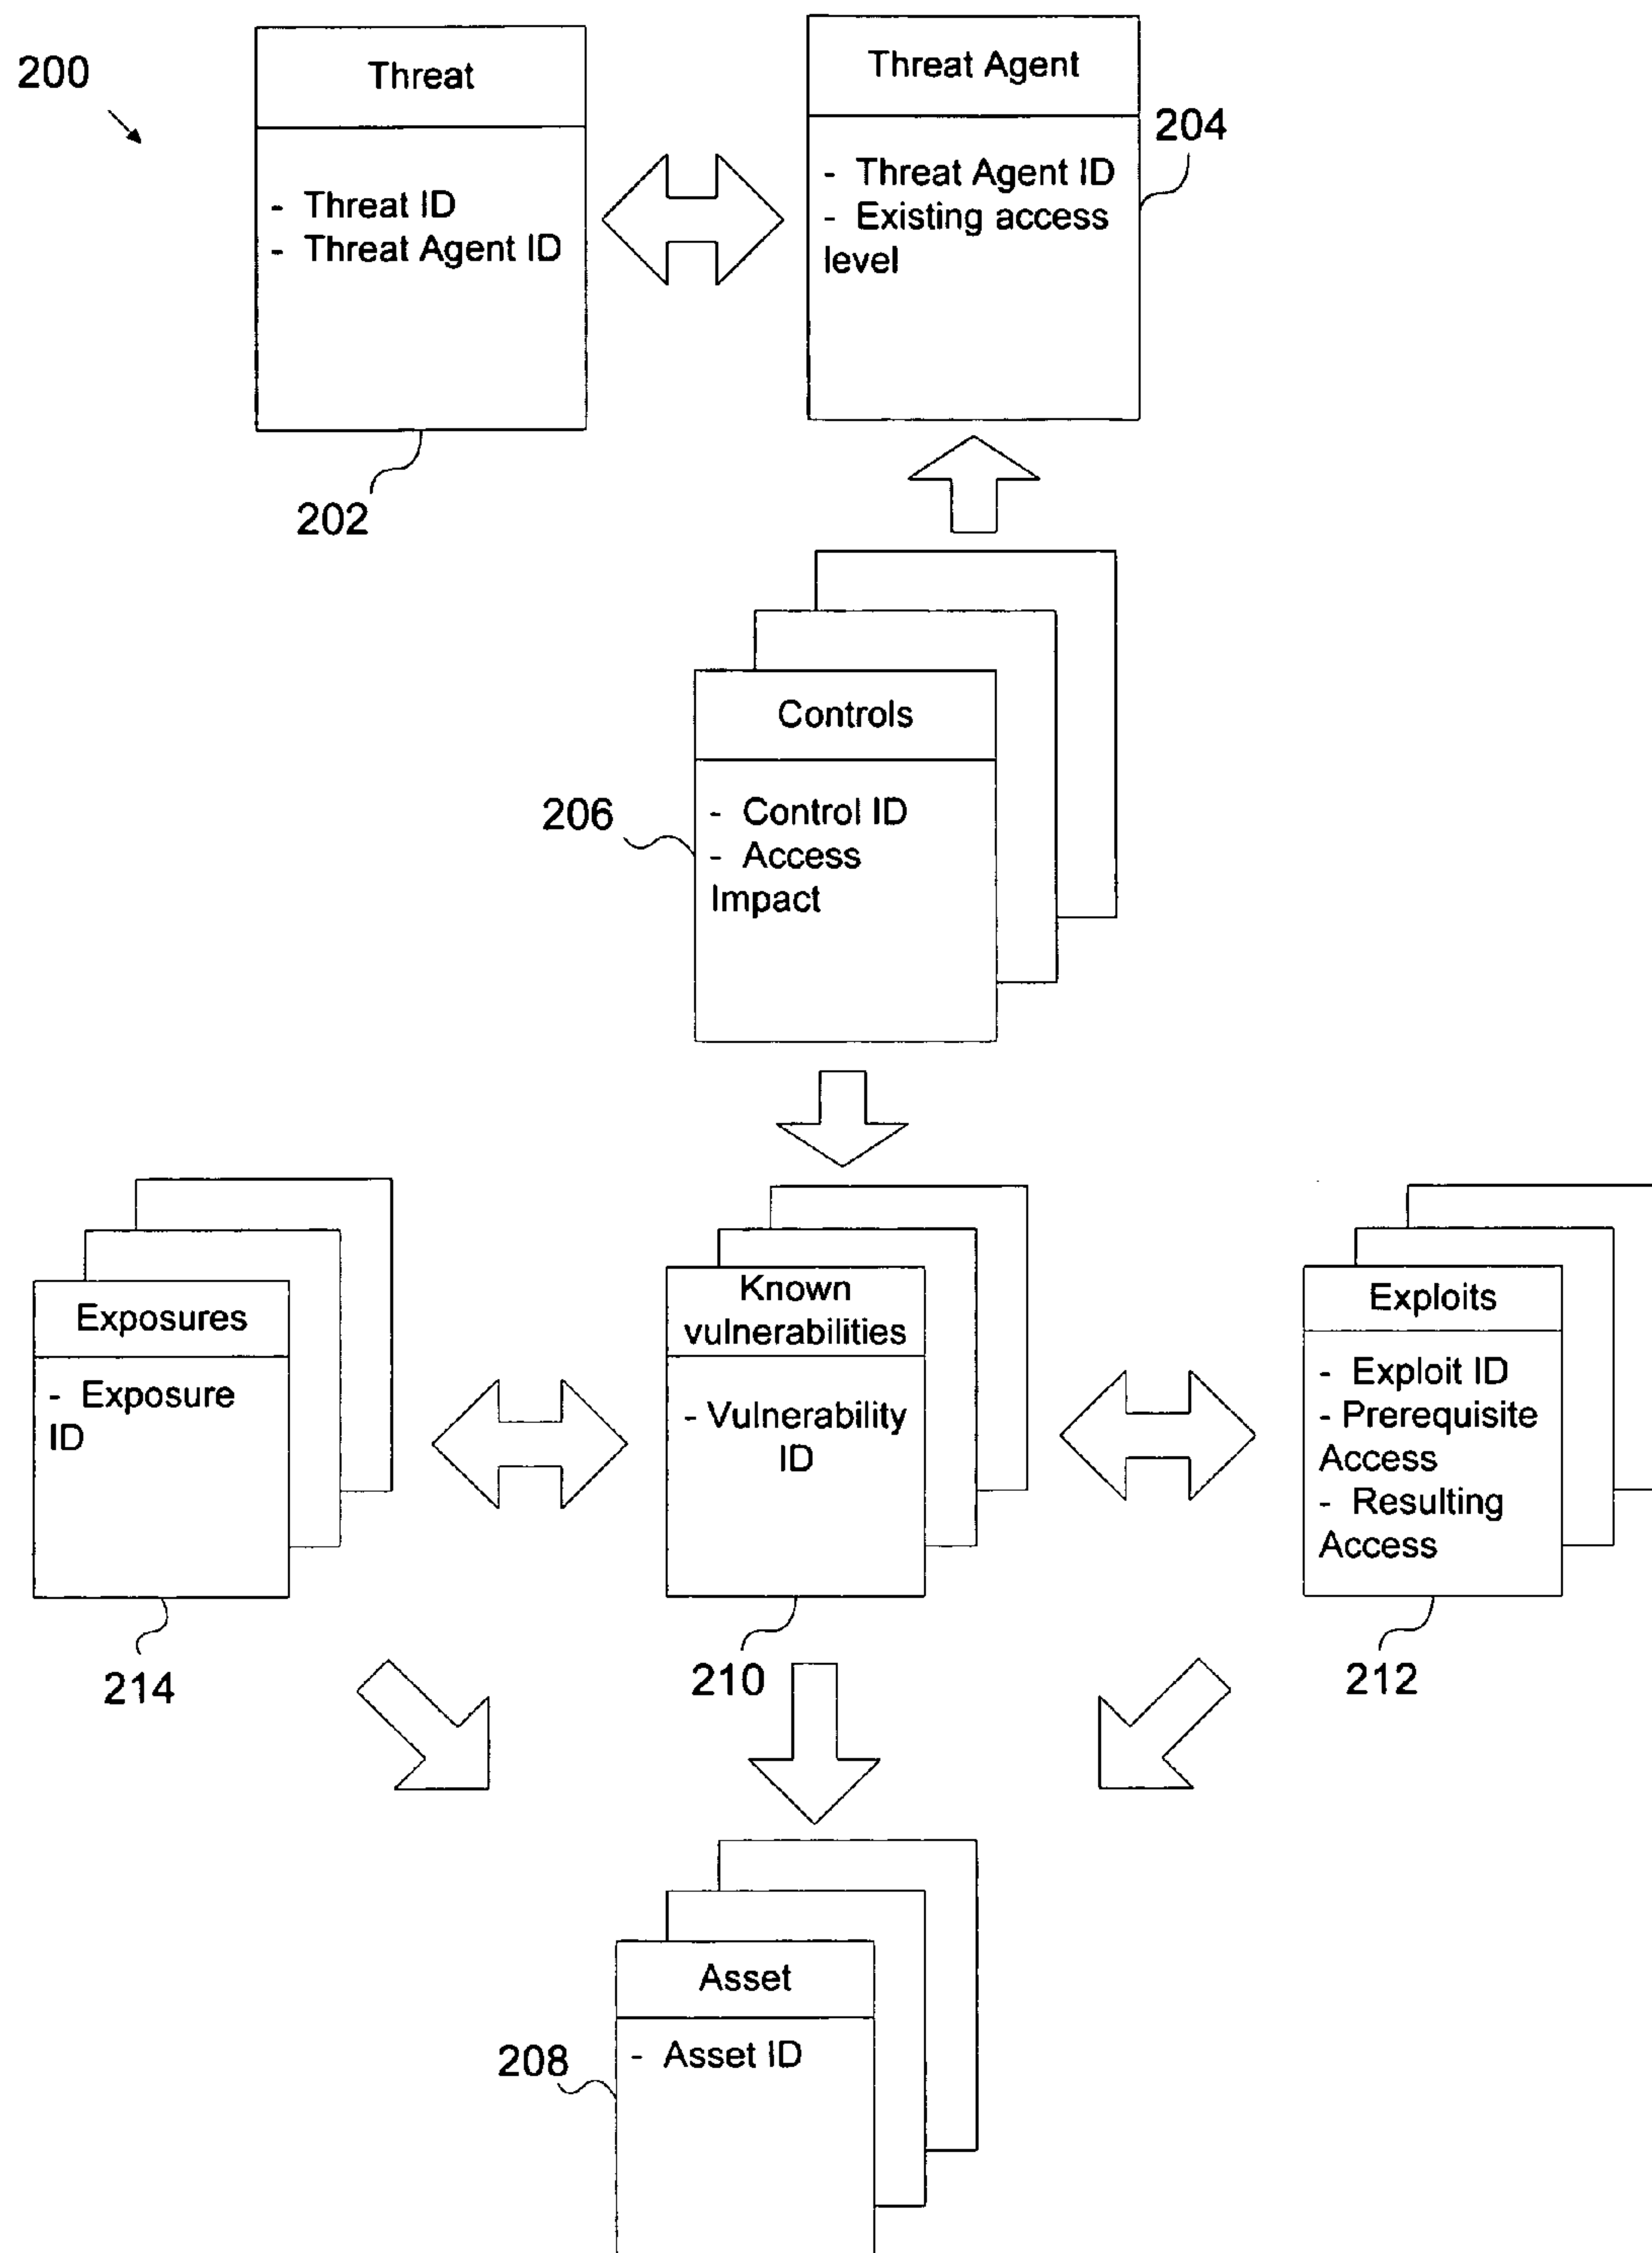 200
Threat
- Threat ID
- Threat Agent ID
202
Threat Agent
- Threat Agent ID
- Existing access
level
204
Controls
- Control ID
- Access
Impact
206
Exposures
- Exposure
ID
214
Known
vulnerabilities
- Vulnerability
ID
210
Exploits
- Exploit ID
- Prerequisite
Access
- Resulting
Access
212
Asset
- Asset ID
208